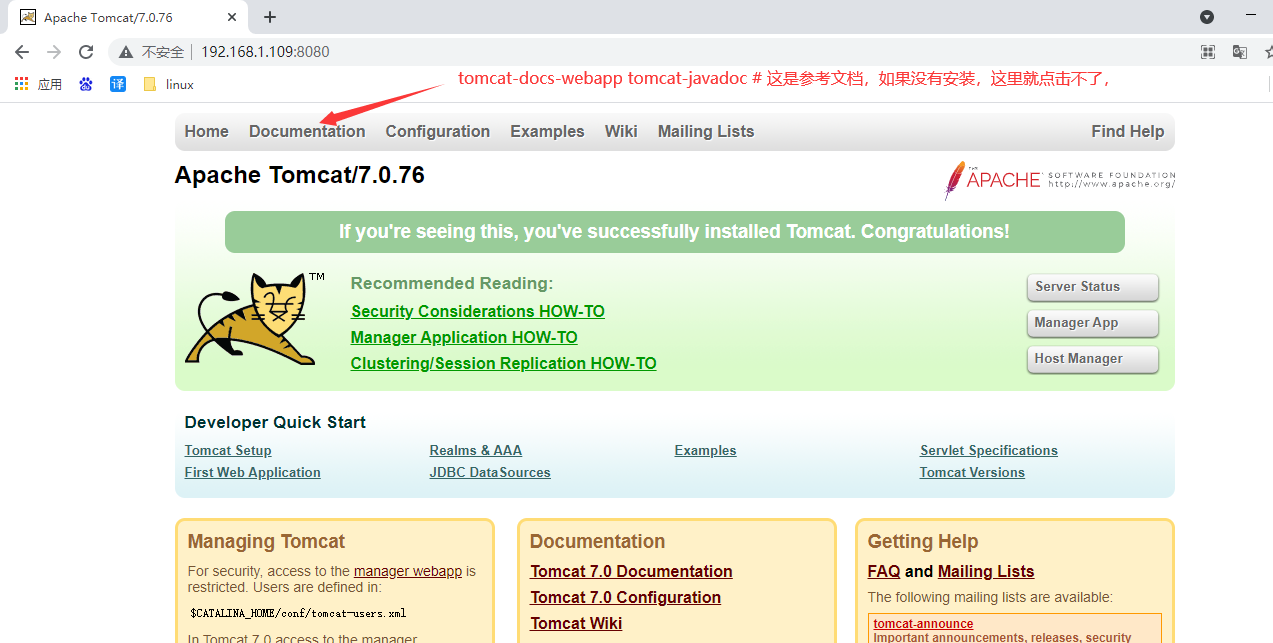 Apache Tomcat/7.0.76
不安全 192.168.1.109:8080
应用 译 linux
tomcat-docs-webapp tomcat-javadoc # 这是参考文档，如果没有安装，这里就点击不了，
Home Documentation Configuration Examples Wiki Mailing Lists Find Help
Apache Tomcat/7.0.76
THE APACHE SOFTWARE FOUNDATION
http://www.apache.org/
If you're seeing this, you've successfully installed Tomcat. Congratulations!
TM
Recommended Reading:
Security Considerations HOW-TO
Manager Application HOW-TO
Clustering/Session Replication HOW-TO
Server Status
Manager App
Host Manager
Developer Quick Start
Tomcat Setup Realms & AAA Examples Servlet Specifications
First Web Application JDBC DataSources Tomcat Versions
Managing Tomcat
For security, access to the manager webapp is
restricted. Users are defined in:
$CATALINA_HOME/conf/tomcat-users.xml
In Tomcat 7.0 access to the manager
Documentation
Tomcat 7.0 Documentation
Tomcat 7.0 Configuration
Tomcat Wiki
Getting Help
FAQ and Mailing Lists
The following mailing lists are available:
tomcat-announce
Important announcements, releases, security